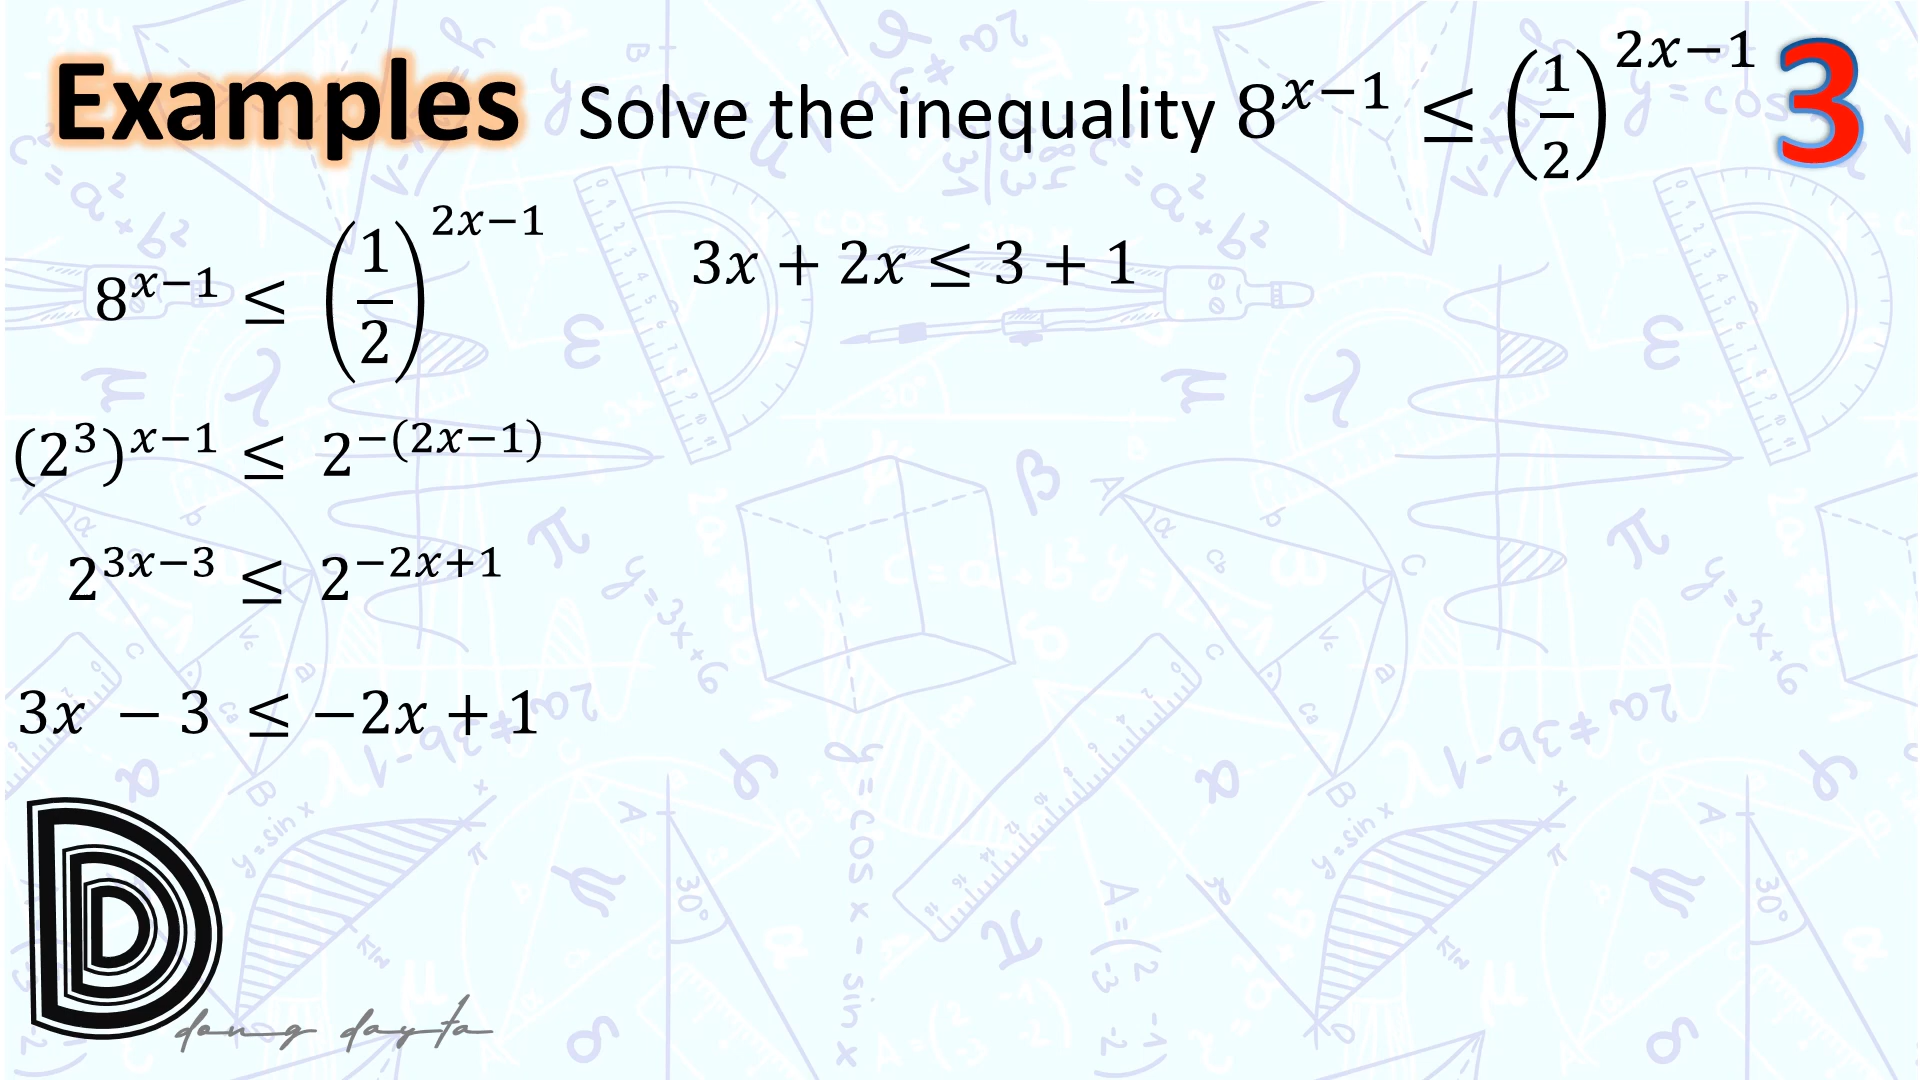 Examples Solve the inequality 8^{x−1} ≤ (1/2)^{2x−1} 3
8^{x−1} ≤ (1/2)^{2x−1}
(2^3)^{x−1} ≤ 2^{−(2x−1)}
2^{3x−3} ≤ 2^{−2x+1}
3x − 3 ≤ −2x + 1
3x + 2x ≤ 3 + 1
D
dong dayta